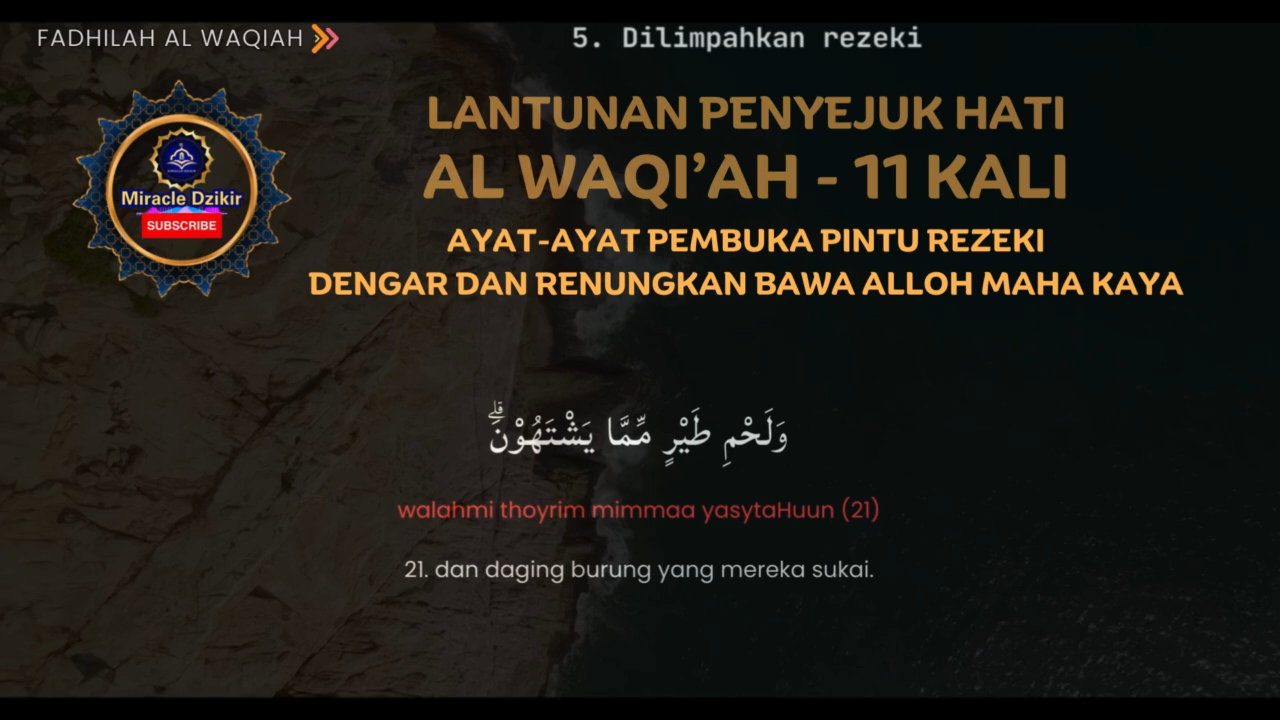 FADHILAH AL WAQIAH
5. Dilimpahkan rezeki
LANTUNAN PENYEJUK HATI
AL WAQI’AH - 11 KALI
AYAT-AYAT PEMBUKA PINTU REZEKI
DENGAR DAN RENUNGKAN BAWA ALLOH MAHA KAYA
Miracle Dzikir
SUBSCRIBE
وَلَحْمِ طَيْرٍ مِّمَّا يَشْتَهُوْنَۗ
walahmi thoyrim mimmaa yasytaHuun (21)
21. dan daging burung yang mereka sukai.